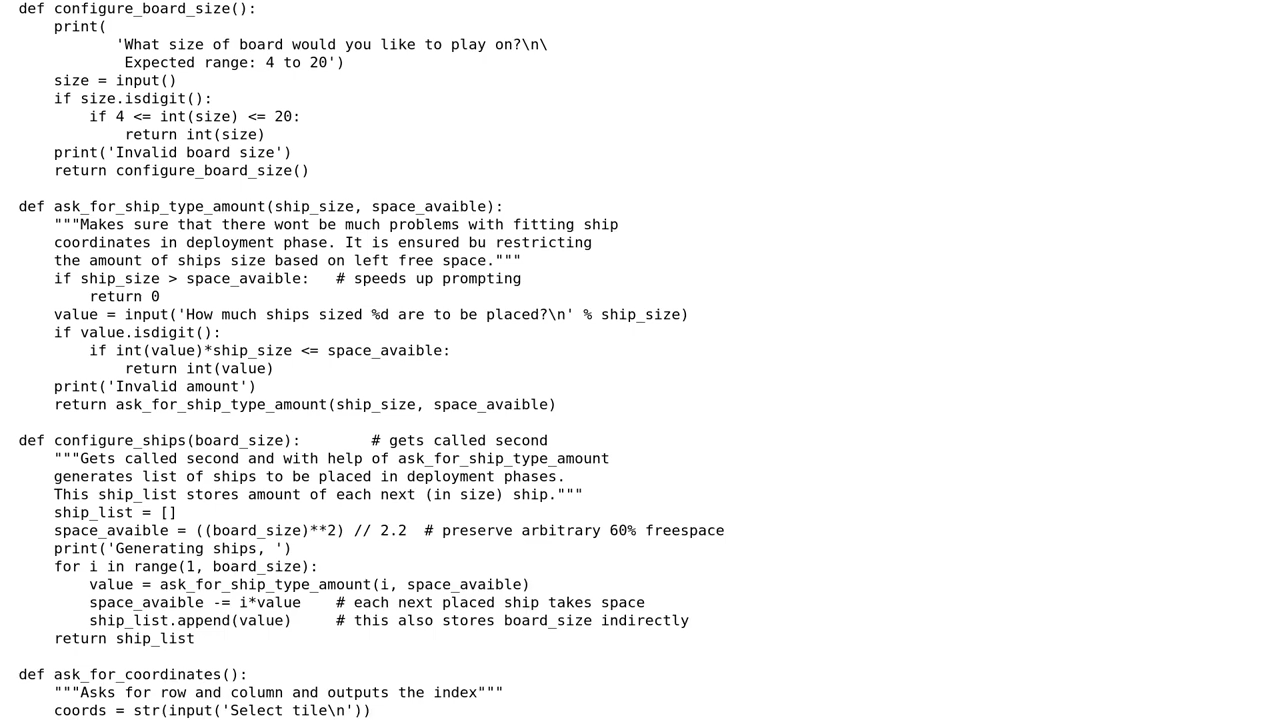 def configure_board_size():
    print(
           'What size of board would you like to play on?\n\
            Expected range: 4 to 20')
    size = input()
    if size.isdigit():
        if 4 <= int(size) <= 20:
            return int(size)
    print('Invalid board size')
    return configure_board_size()

def ask_for_ship_type_amount(ship_size, space_avaible):
    """Makes sure that there wont be much problems with fitting ship
    coordinates in deployment phase. It is ensured bu restricting
    the amount of ships size based on left free space."""
    if ship_size > space_avaible:   # speeds up prompting
        return 0
    value = input('How much ships sized %d are to be placed?\n' % ship_size)
    if value.isdigit():
        if int(value)*ship_size <= space_avaible:
            return int(value)
    print('Invalid amount')
    return ask_for_ship_type_amount(ship_size, space_avaible)

def configure_ships(board_size):        # gets called second
    """Gets called second and with help of ask_for_ship_type_amount
    generates list of ships to be placed in deployment phases.
    This ship_list stores amount of each next (in size) ship."""
    ship_list = []
    space_avaible = ((board_size)**2) // 2.2  # preserve arbitrary 60% freespace
    print('Generating ships, ')
    for i in range(1, board_size):
        value = ask_for_ship_type_amount(i, space_avaible)
        space_avaible -= i*value    # each next placed ship takes space
        ship_list.append(value)     # this also stores board_size indirectly
    return ship_list

def ask_for_coordinates():
    """Asks for row and column and outputs the index"""
    coords = str(input('Select tile\n'))